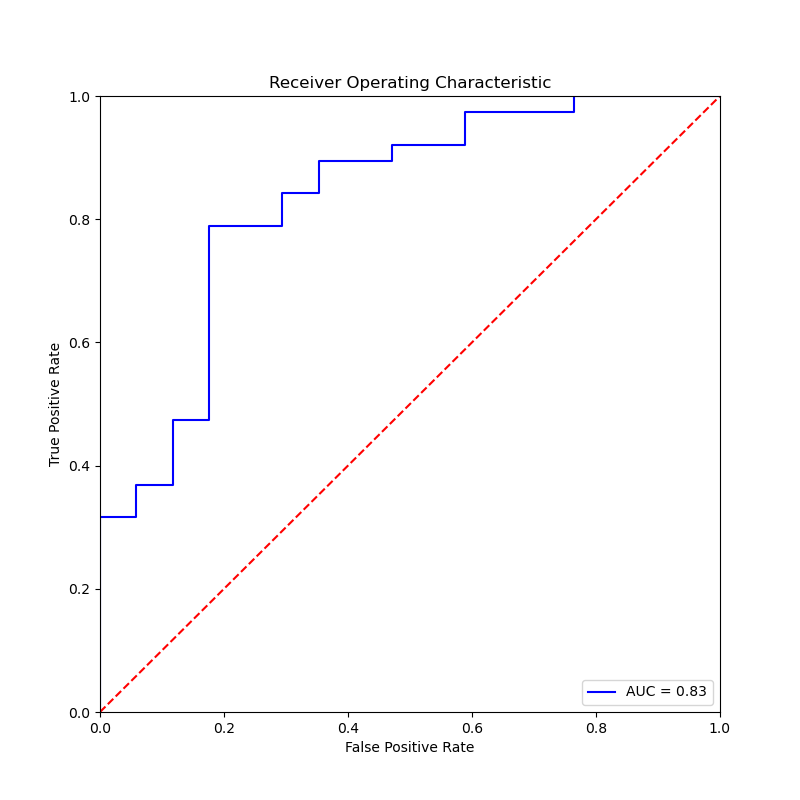 Receiver Operating Characteristic
1.0
0.8
0.6
0.4
0.2
0.0
True Positive Rate
AUC = 0.83
0.0 0.2 0.4 0.6 0.8 1.0
False Positive Rate